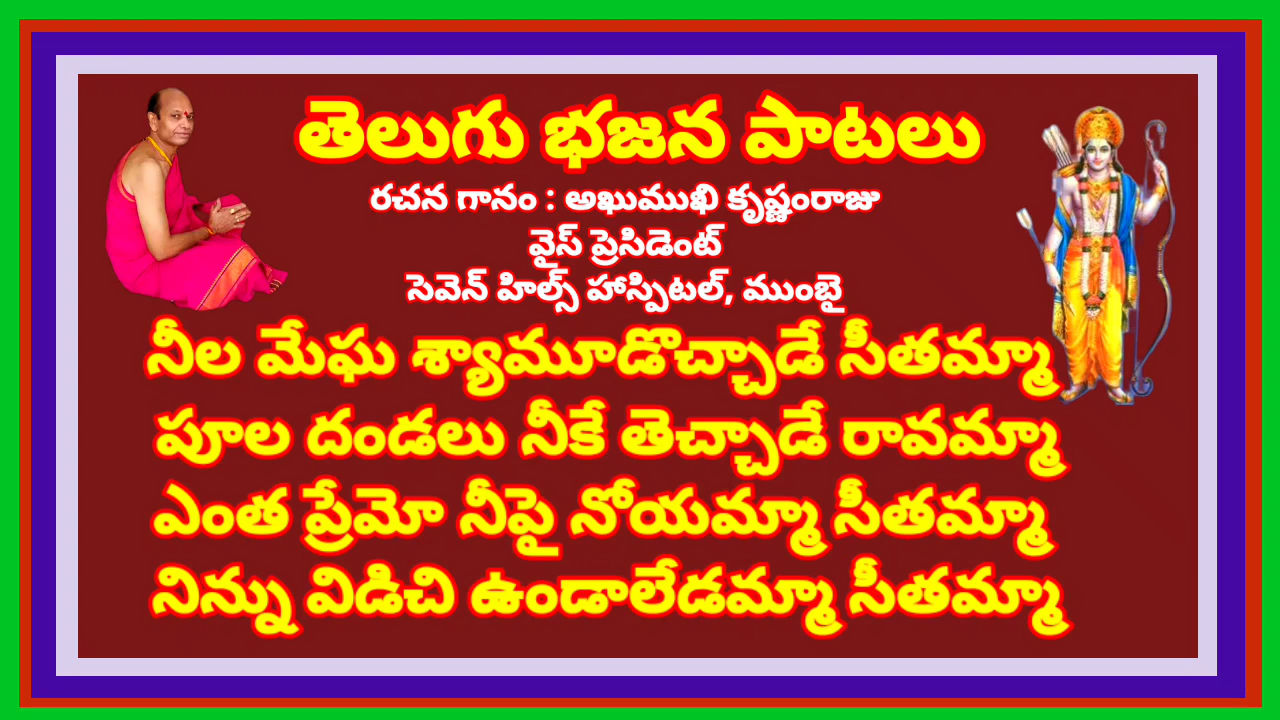 తెలుగు భజన పాటలు
రచన గానం : అఖుముఖి కృష్ణంరాజు
వైస్ ప్రెసిడెంట్
సెవెన్ హిల్స్ హాస్పిటల్, ముంబై
నీల మేఘ శ్యామూడొచ్చాడే సీతమ్మా
పూల దండలు నీకే తెచ్చాడే రావమ్మా
ఎంత ప్రేమో నీపై నోయమ్మా సీతమ్మా
నిన్ను విడిచి ఉండాలేడమ్మా సీతమ్మా